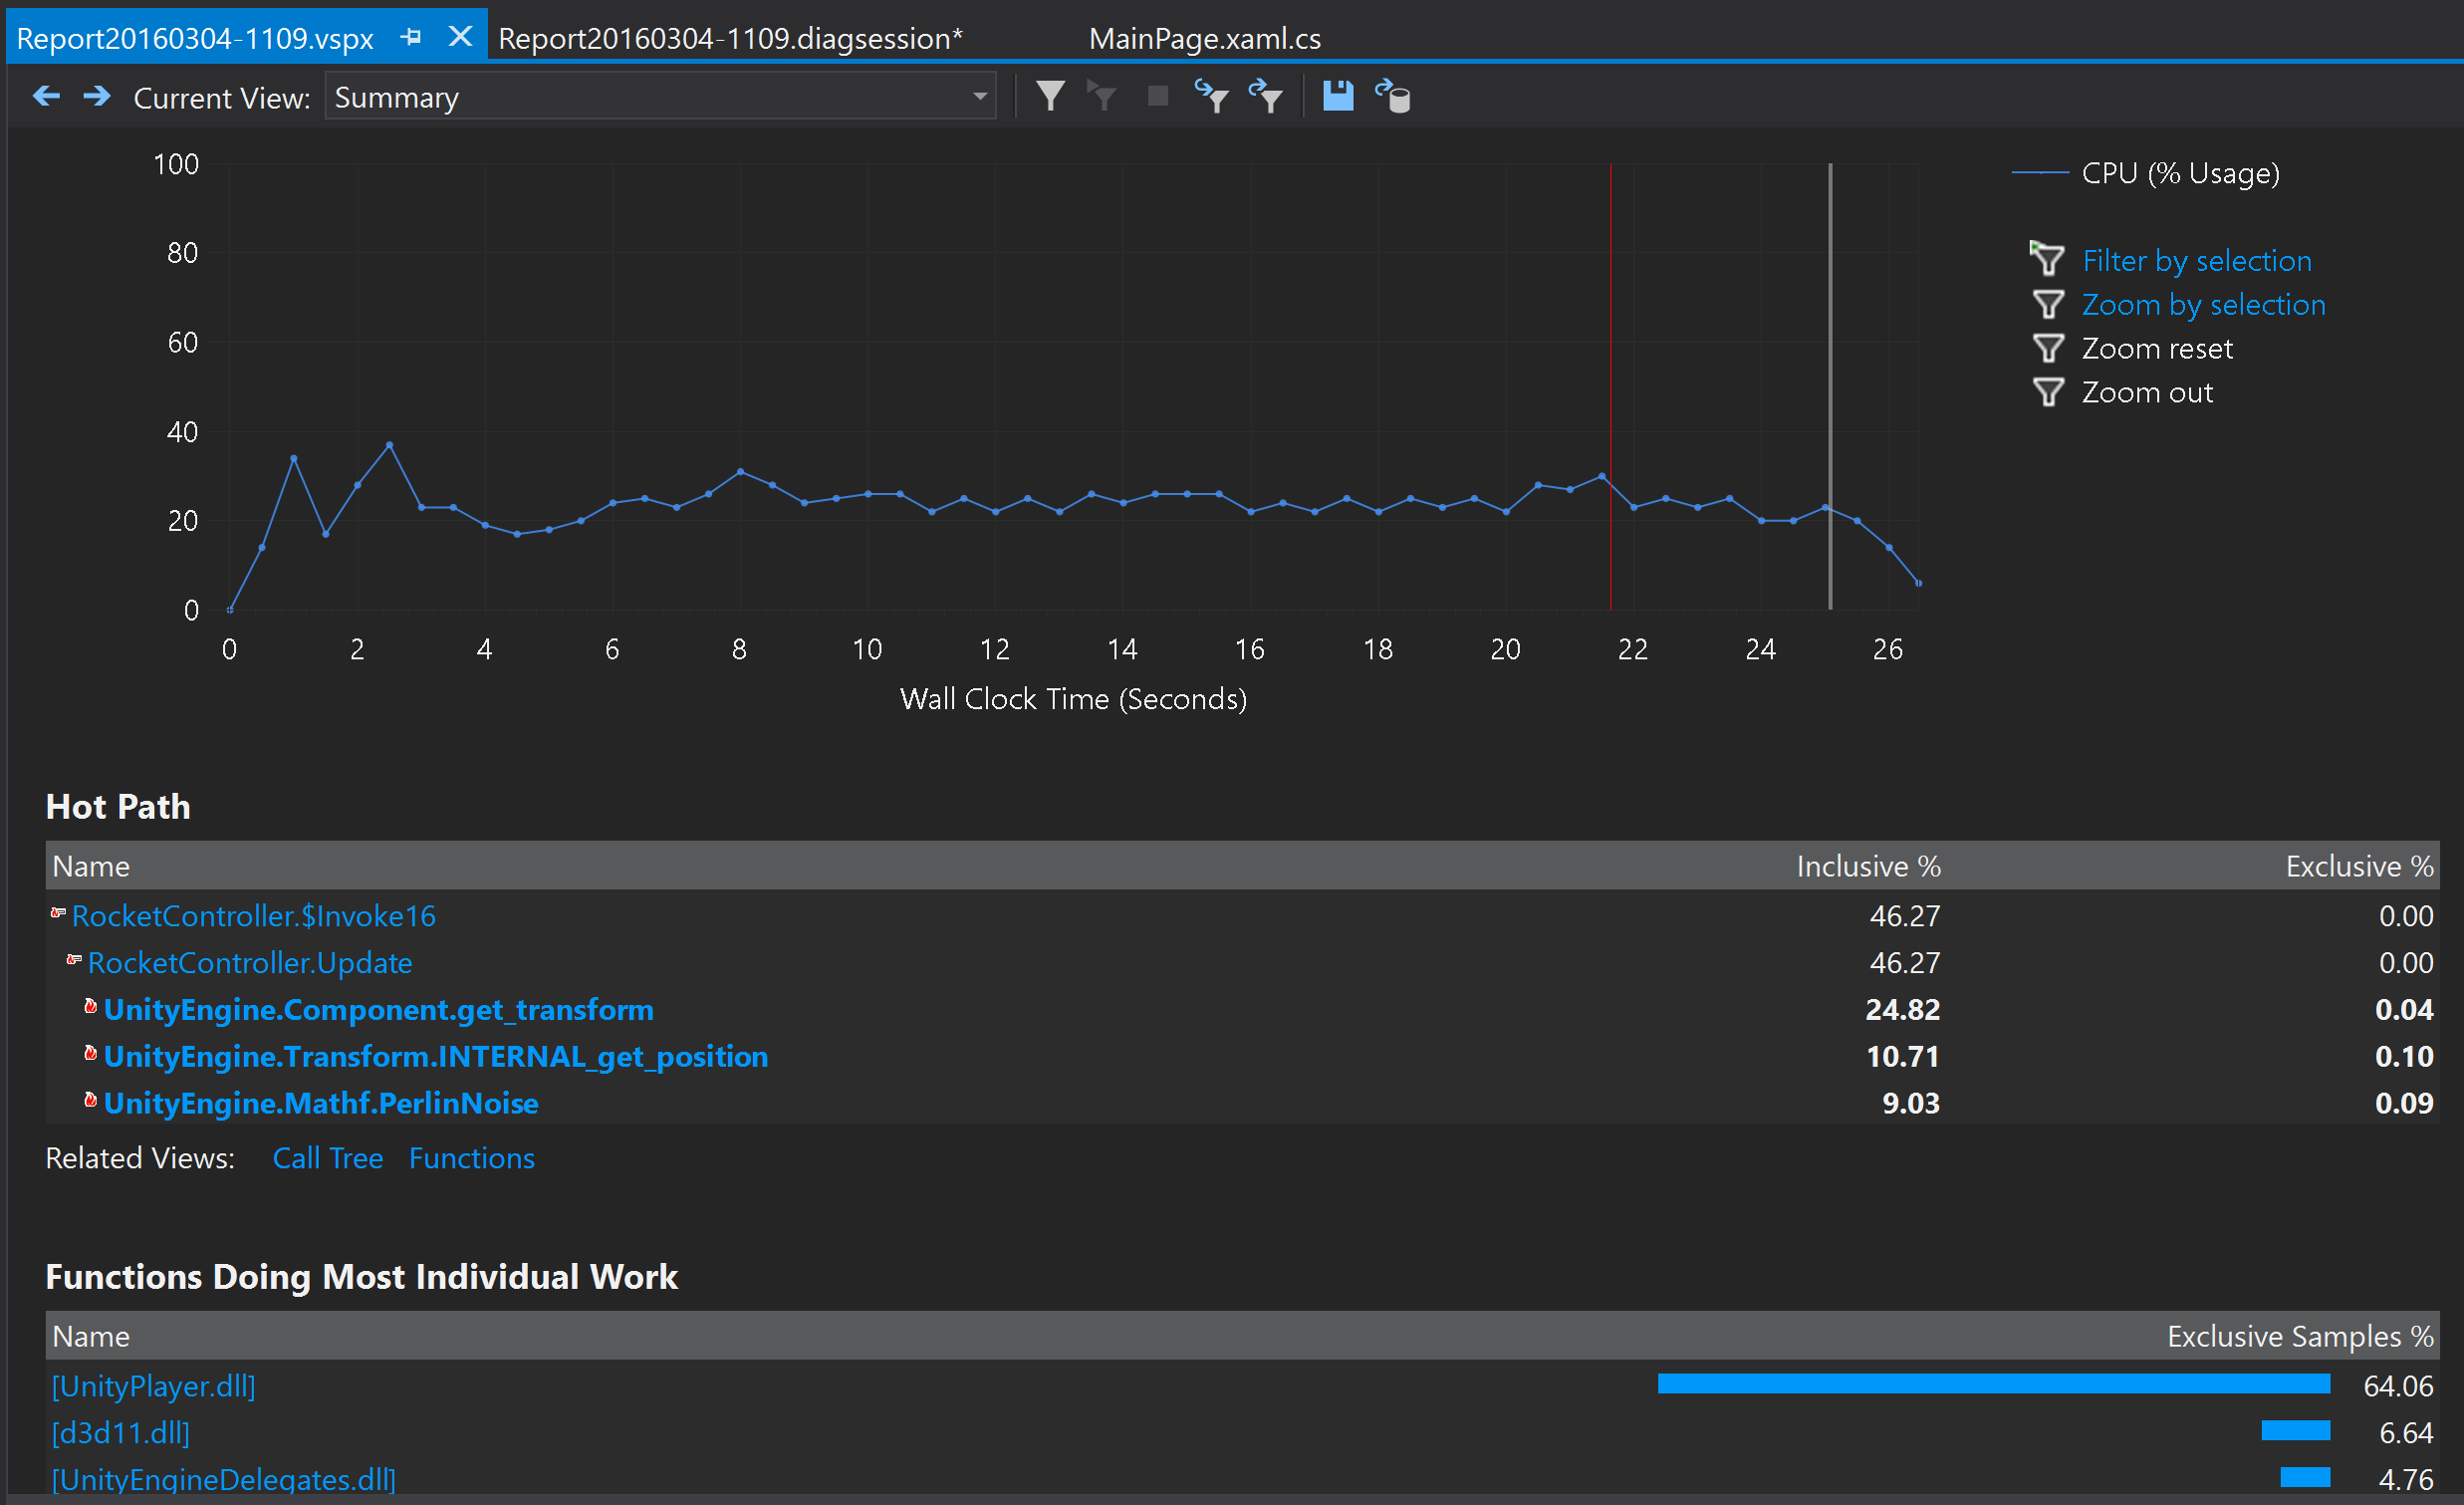 Report20160304-1109.vspx Report20160304-1109.diagsession* MainPage.xaml.cs
Current View: Summary
100
80
60
40
20
0
0 2 4 6 8 10 12 14 16 18 20 22 24 26
Wall Clock Time (Seconds)
CPU (% Usage)
Filter by selection
Zoom by selection
Zoom reset
Zoom out
Hot Path
Name Inclusive % Exclusive %
RocketController.$Invoke16 46.27 0.00
RocketController.Update 46.27 0.00
UnityEngine.Component.get_transform 24.82 0.04
UnityEngine.Transform.INTERNAL_get_position 10.71 0.10
UnityEngine.Mathf.PerlinNoise 9.03 0.09
Related Views: Call Tree Functions
Functions Doing Most Individual Work
Name Exclusive Samples %
[UnityPlayer.dll] 64.06
[d3d11.dll] 6.64
[UnityEngineDelegates.dll] 4.76